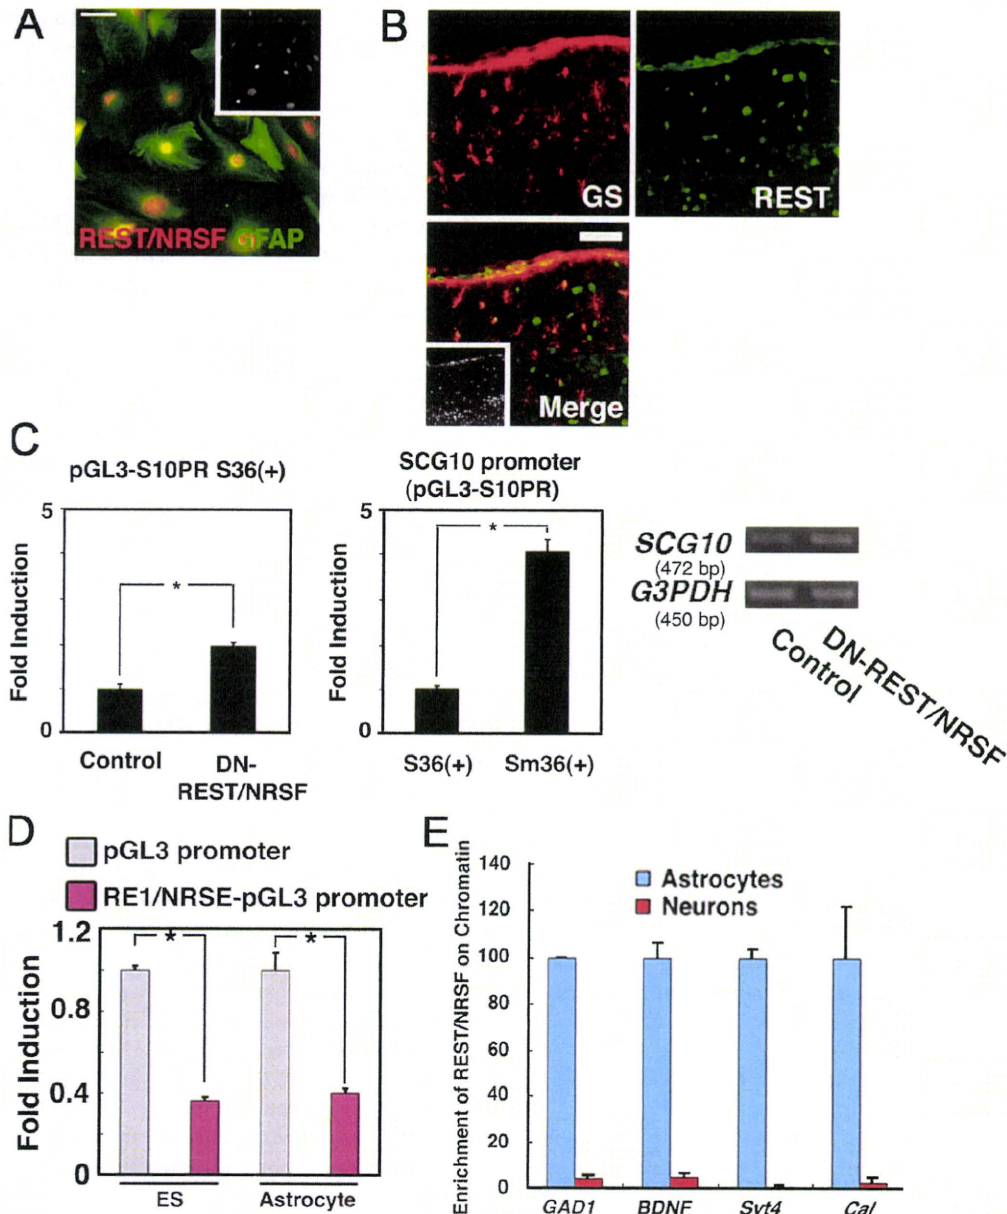 A
REST/NRSF GFAP
B
GS
REST
Merge
C
pGL3-S10PR S36(+)
5
0
Fold Induction
*
Control
DN-
REST/NRSF
SCG10 promoter
(pGL3-S10PR)
5
0
Fold Induction
*
S36(+)
Sm36(+)
SCG10
(472 bp)
G3PDH
(450 bp)
Control
DN-REST/NRSF
D
pGL3 promoter
RE1/NRSE-pGL3 promoter
1.2
0.8
0.4
0
Fold Induction
*
*
ES
Astrocyte
E
Enrichment of REST/NRSF on Chromatin
140
120
100
80
60
40
20
0
Astrocytes
Neurons
GAD1
BDNF
Syt4
Cal